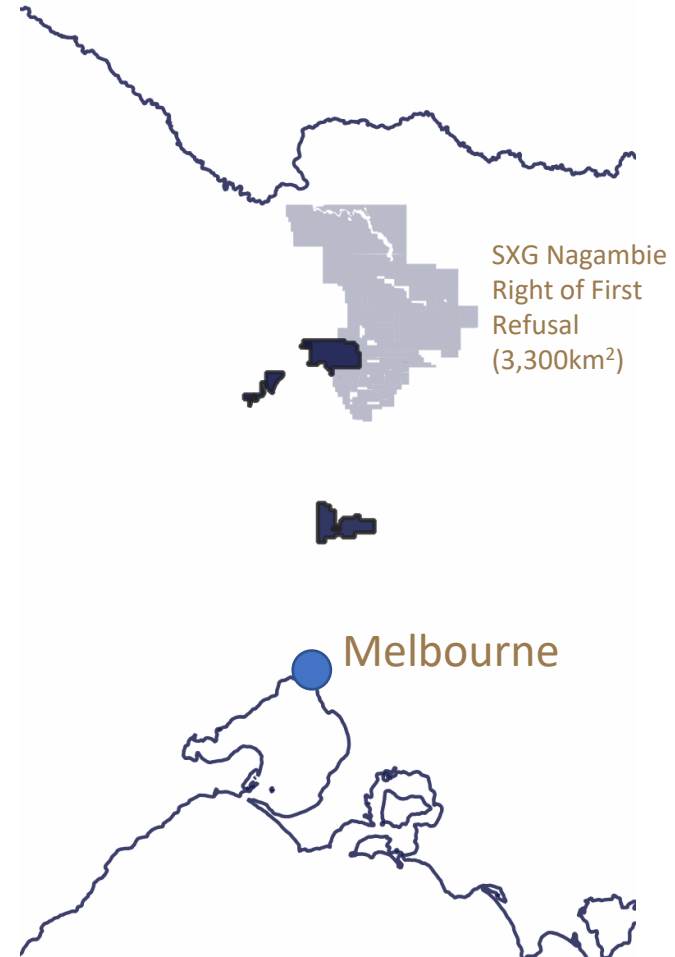 SXG Nagambie
Right of First
Refusal
(3,300km²)
Melbourne